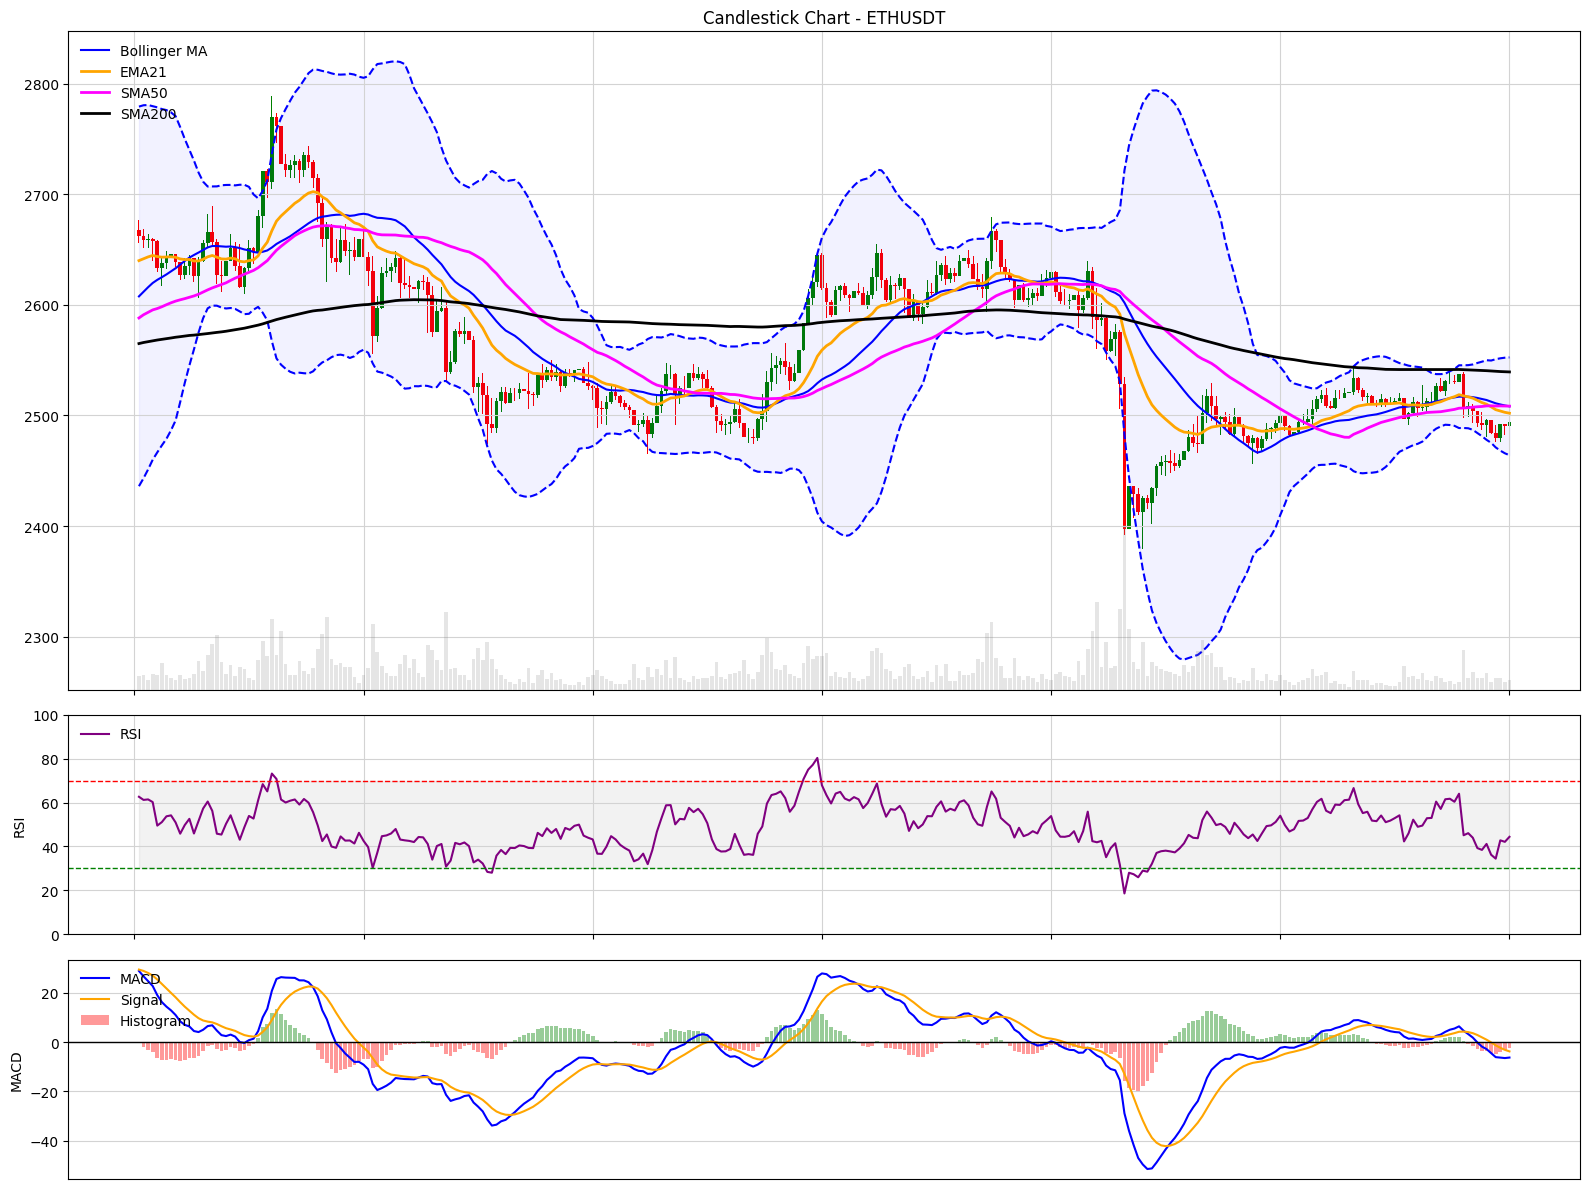 Candlestick Chart - ETHUSDT
Bollinger MA
EMA21
SMA50
SMA200
2800
2700
2600
2500
2400
2300
100
80
60
40
20
0
RSI
RSI
20
0
−20
−40
MACD
MACD
Signal
Histogram